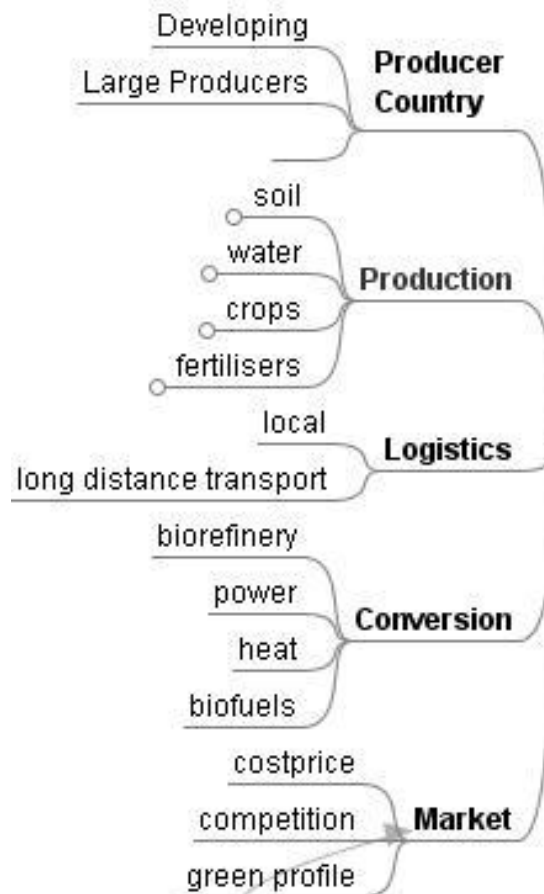 Developing
Large Producers
Producer
Country
soil
water
crops
fertilisers
Production
local
long distance transport
Logistics
biorefinery
power
heat
biofuels
Conversion
costprice
competition
green profile
Market